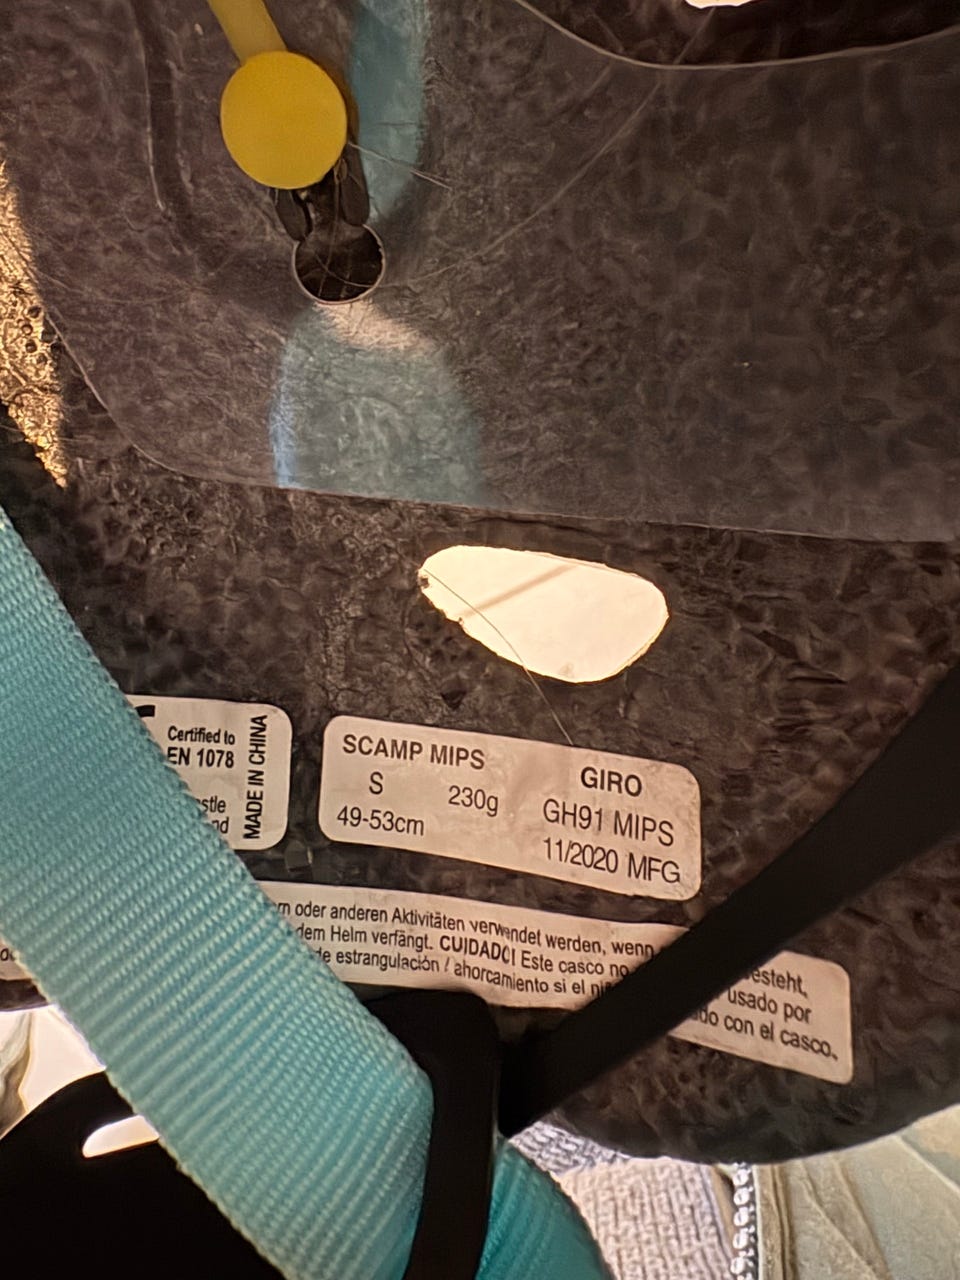 Certified to
EN 1078
MADE IN CHINA
SCAMP MIPS
S
230g
49-53cm
GIRO
GH91 MIPS
11/2020 MFG
oder anderen Aktivitäten verwendet werden, wenn
dem Helm verfängt. CUIDADO! Este casco no
de estrangulación / ahorcamiento si el
usado por
con el casco.